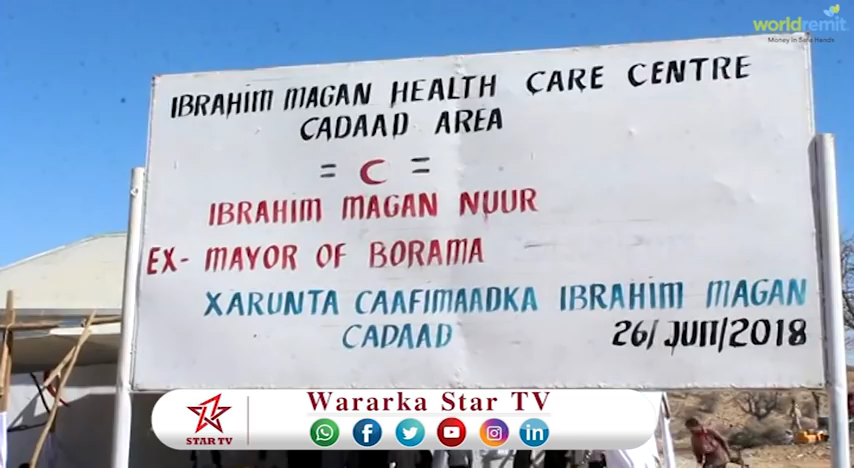 worldremit
Money in Safe Hands
IBRAHIM MAGAN HEALTH CARE CENTRE
CADAAD AREA
IBRAHIM MAGAN NUUR
EX- MAYOR OF BORAMA
XARUNTA CAAFIMAADKA IBRAHIM MAGAN
CADAAD 26/JUN/2018
Wararka Star TV
STAR TV